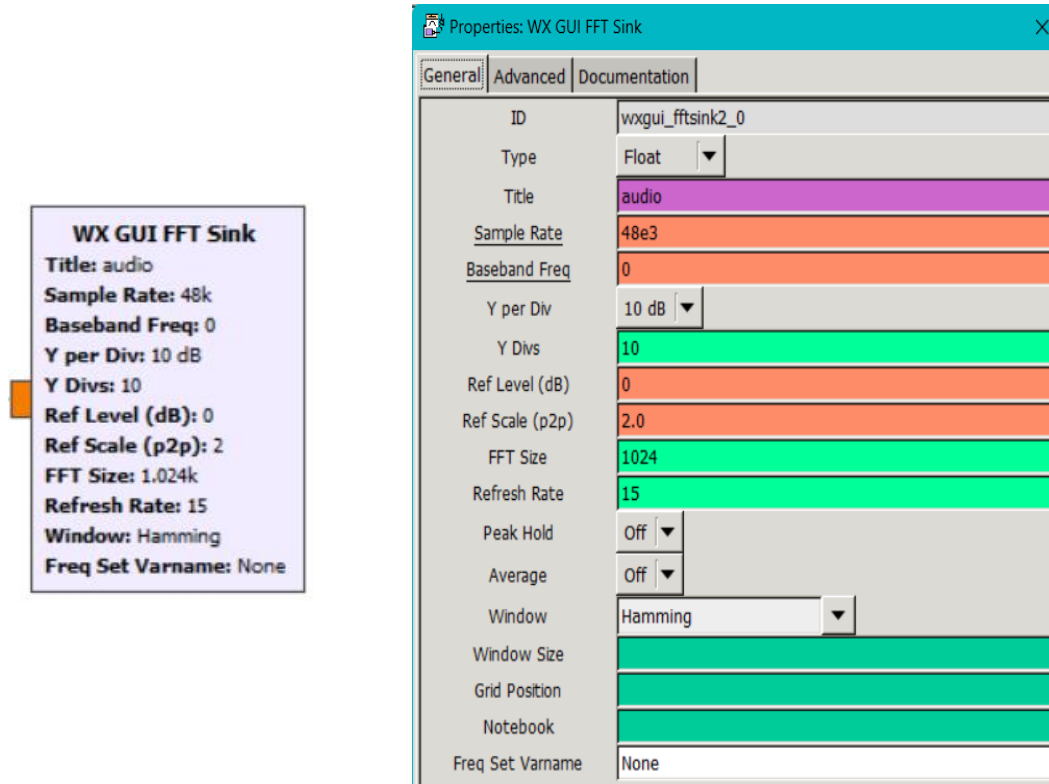 WX GUI FFT Sink
Title: audio
Sample Rate: 48k
Baseband Freq: 0
Y per Div: 10 dB
Y Divs: 10
Ref Level (dB): 0
Ref Scale (p2p): 2
FFT Size: 1.024k
Refresh Rate: 15
Window: Hamming
Freq Set Varname: None
Properties: WX GUI FFT Sink
General Advanced Documentation
ID wxgui_fftsink2_0
Type Float
Title audio
Sample Rate 48e3
Baseband Freq 0
Y per Div 10 dB
Y Divs 10
Ref Level (dB) 0
Ref Scale (p2p) 2.0
FFT Size 1024
Refresh Rate 15
Peak Hold Off
Average Off
Window Hamming
Window Size
Grid Position
Notebook
Freq Set Varname None